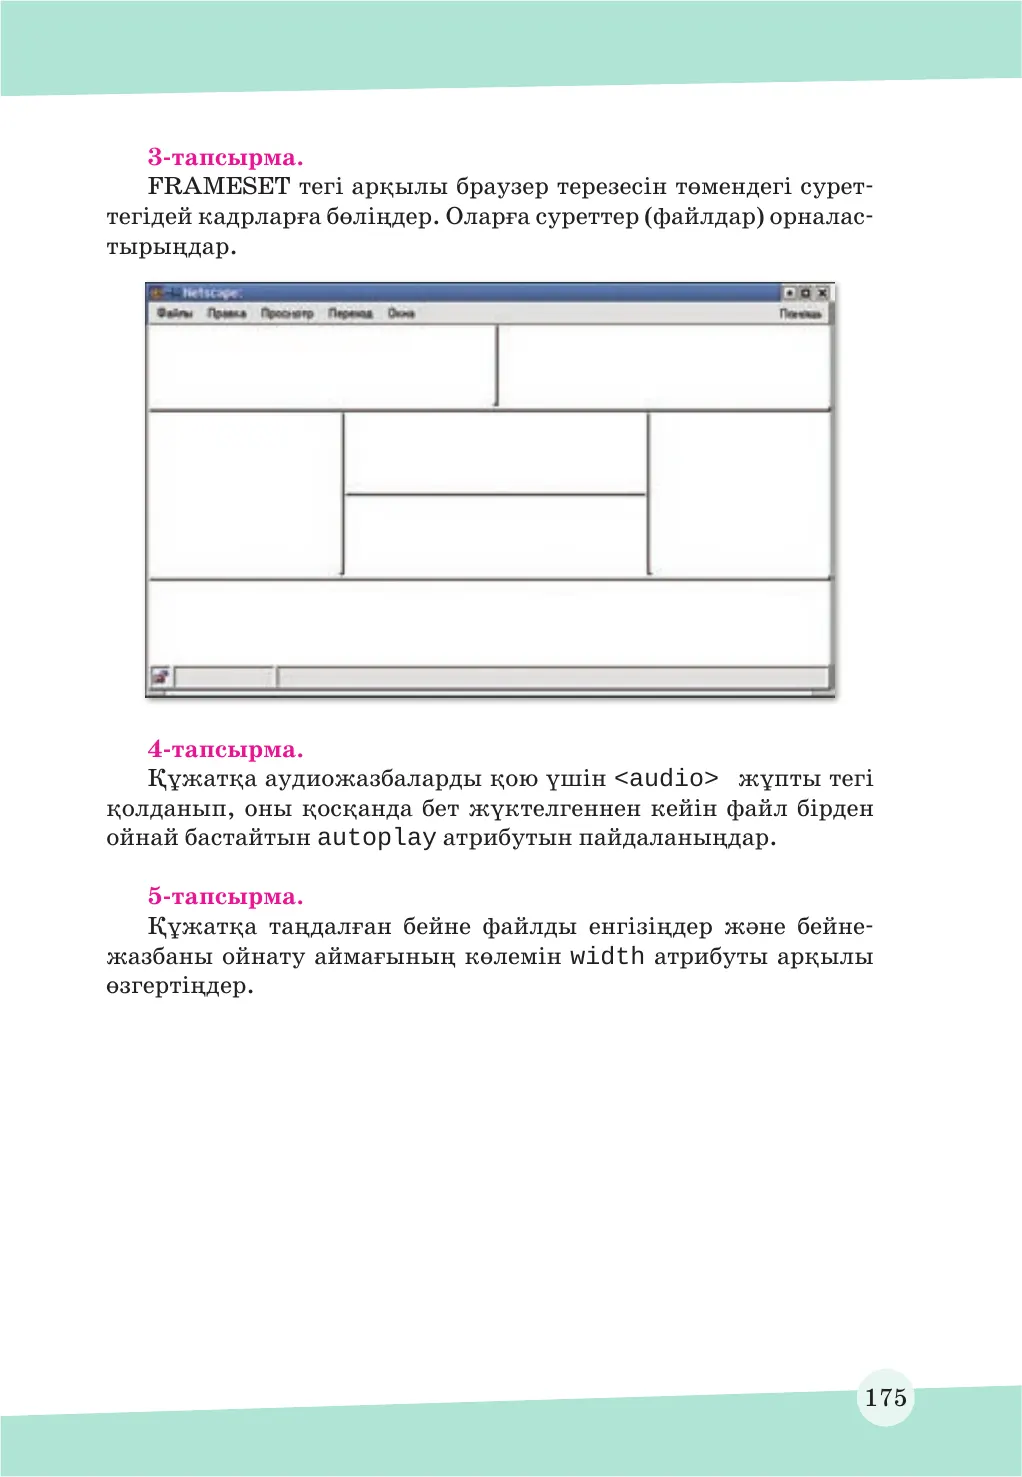 3-тапсырма.
FRAMESET тегі арқылы браузер терезесін төмендегі сурет-
тегідей кадрларға бөліңдер. Оларға суреттер (файлдар) орналас-
тырыңдар.
Netscape:
Файлы Правка Просмотр Переход Окна Помощь
4-тапсырма.
Құжатқа аудиожазбаларды қою үшін <audio> жұпты тегі
қолданып, оны қосқанда бет жүктелгеннен кейін файл бірден
ойнай бастайтын autoplay атрибутын пайдаланыңдар.
5-тапсырма.
Құжатқа таңдалған бейне файлды енгізіңдер және бейне-
жазбаны ойнату аймағының көлемін width атрибуты арқылы
өзгертіңдер.
175